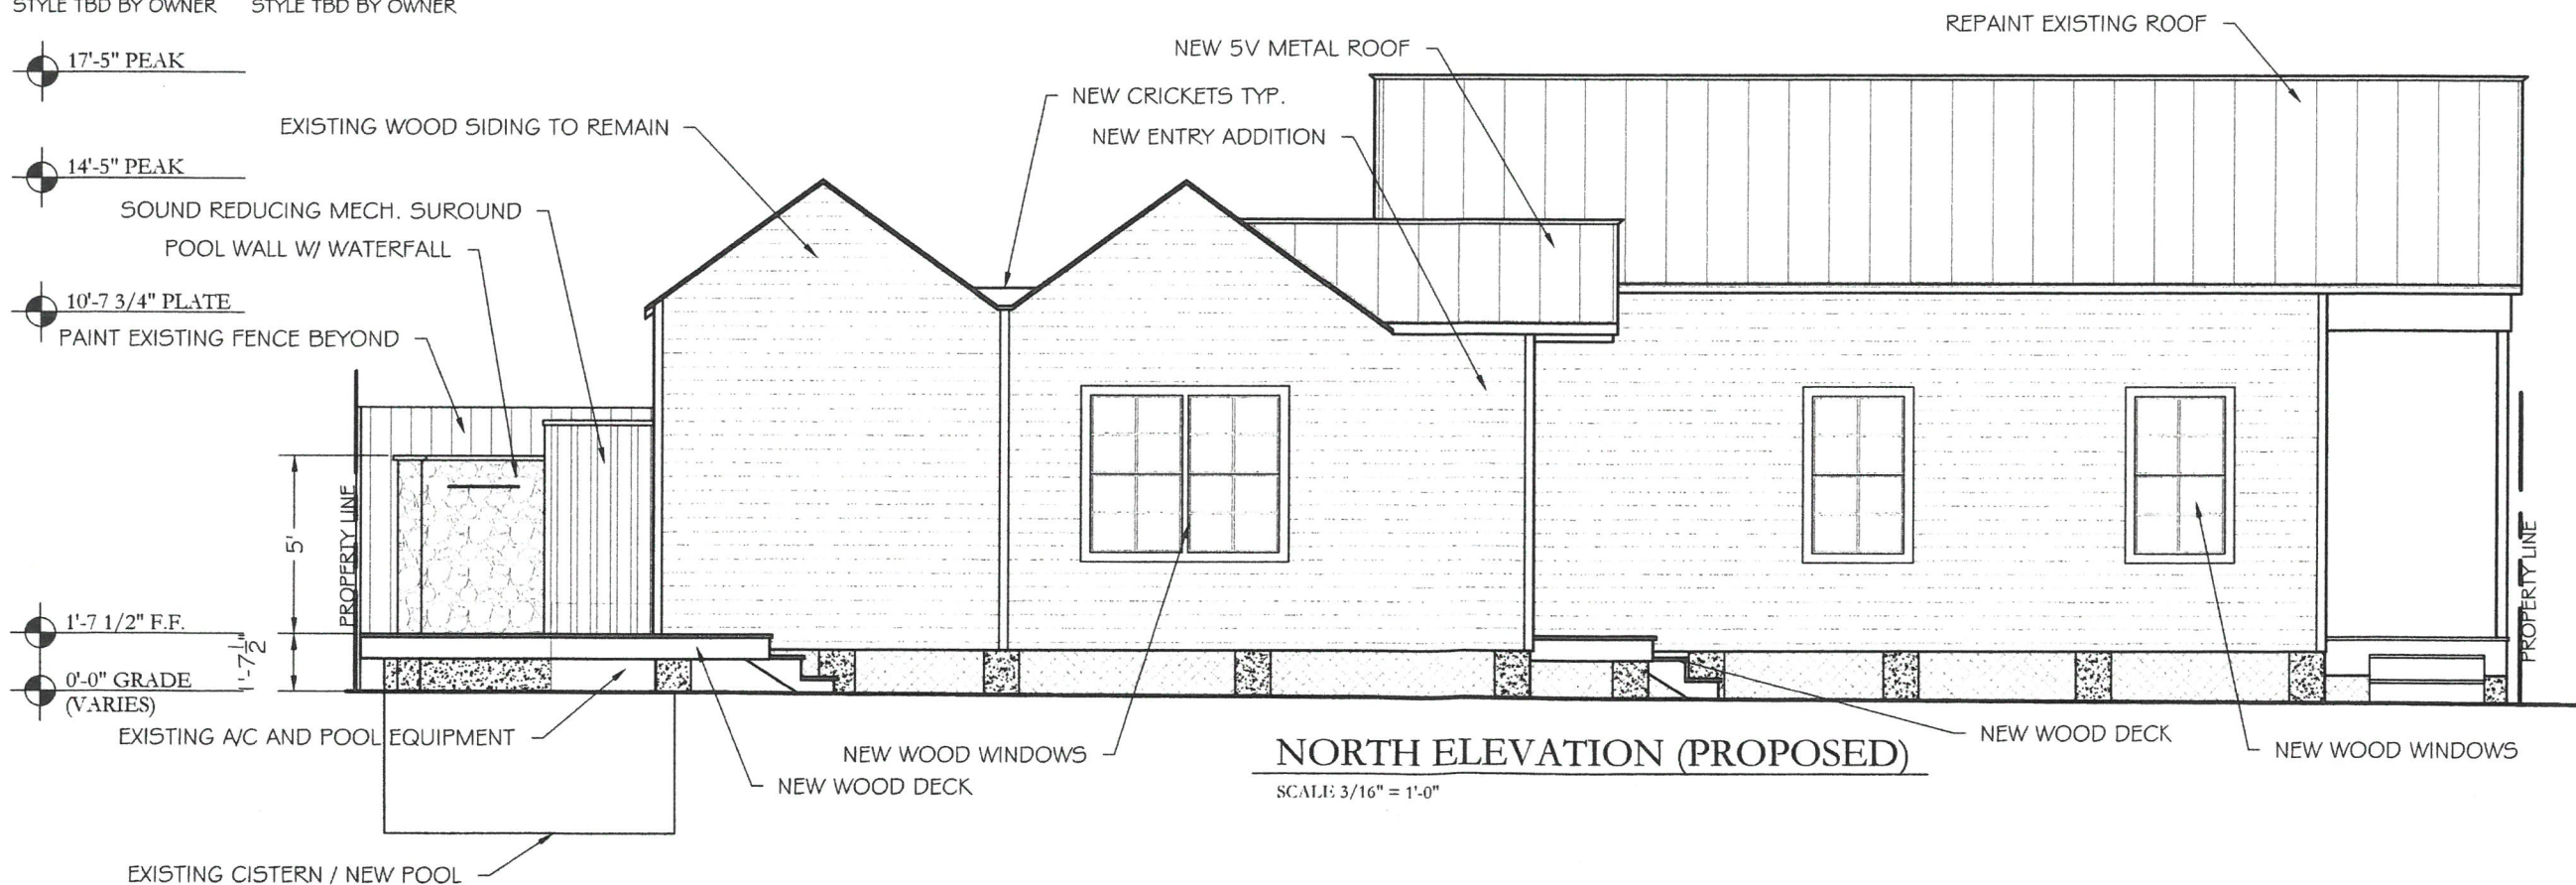 STYLE TBD BY OWNER
STYLE TBD BY OWNER
17'-5" PEAK
14'-5" PEAK
10'-7 3/4" PLATE
1'-7 1/2" F.F.
0'-0" GRADE
(VARIES)
5'
1'-7 1/2"
PROPERTY LINE
EXISTING WOOD SIDING TO REMAIN
SOUND REDUCING MECH. SUROUND
POOL WALL W/ WATERFALL
PAINT EXISTING FENCE BEYOND
NEW CRICKETS TYP.
NEW 5V METAL ROOF
NEW ENTRY ADDITION
REPAINT EXISTING ROOF
PROPERTY LINE
EXISTING A/C AND POOL EQUIPMENT
NEW WOOD WINDOWS
NEW WOOD DECK
EXISTING CISTERN / NEW POOL
NEW WOOD DECK
NEW WOOD WINDOWS
NORTH ELEVATION (PROPOSED)
SCALE 3/16" = 1'-0"